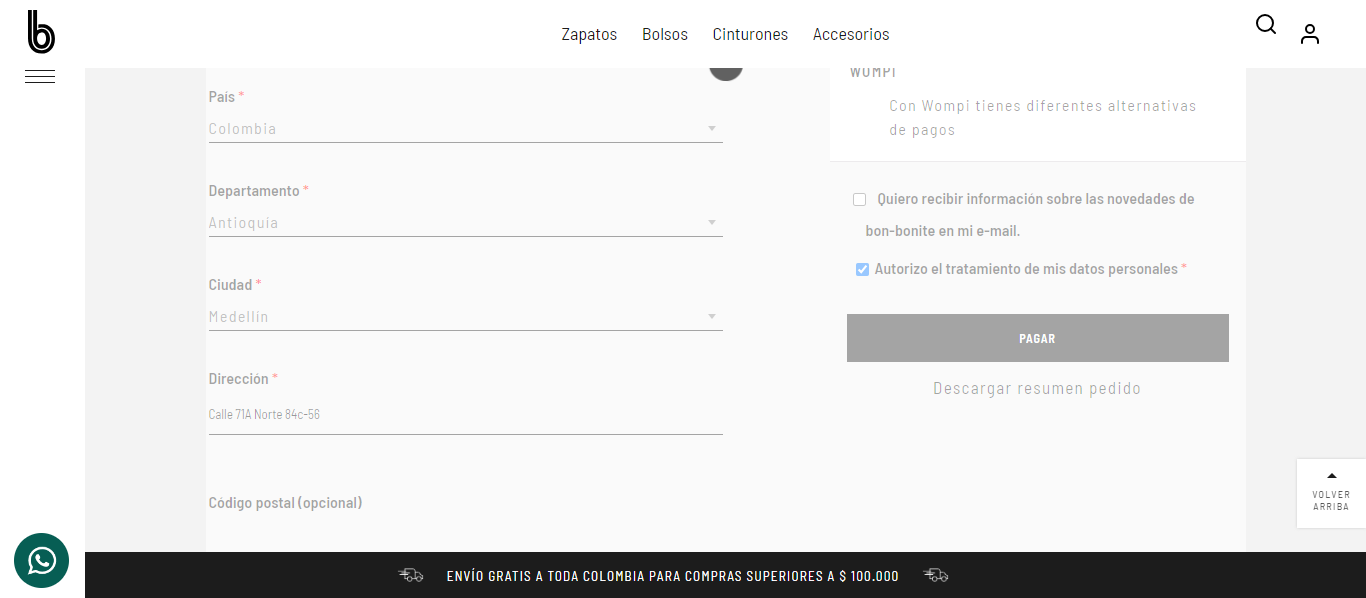 b
Zapatos Bolsos Cinturones Accesorios
País *
Colombia
Departamento *
Antioquia
Ciudad *
Medellín
Dirección *
Calle 71A Norte 84c-56
Código postal (opcional)
WOMPI
Con Wompi tienes diferentes alternativas
de pagos
Quiero recibir información sobre las novedades de
bon-bonite en mi e-mail.
Autorizo el tratamiento de mis datos personales *
PAGAR
Descargar resumen pedido
VOLVER
ARRIBA
ENVÍO GRATIS A TODA COLOMBIA PARA COMPRAS SUPERIORES A $ 100.000